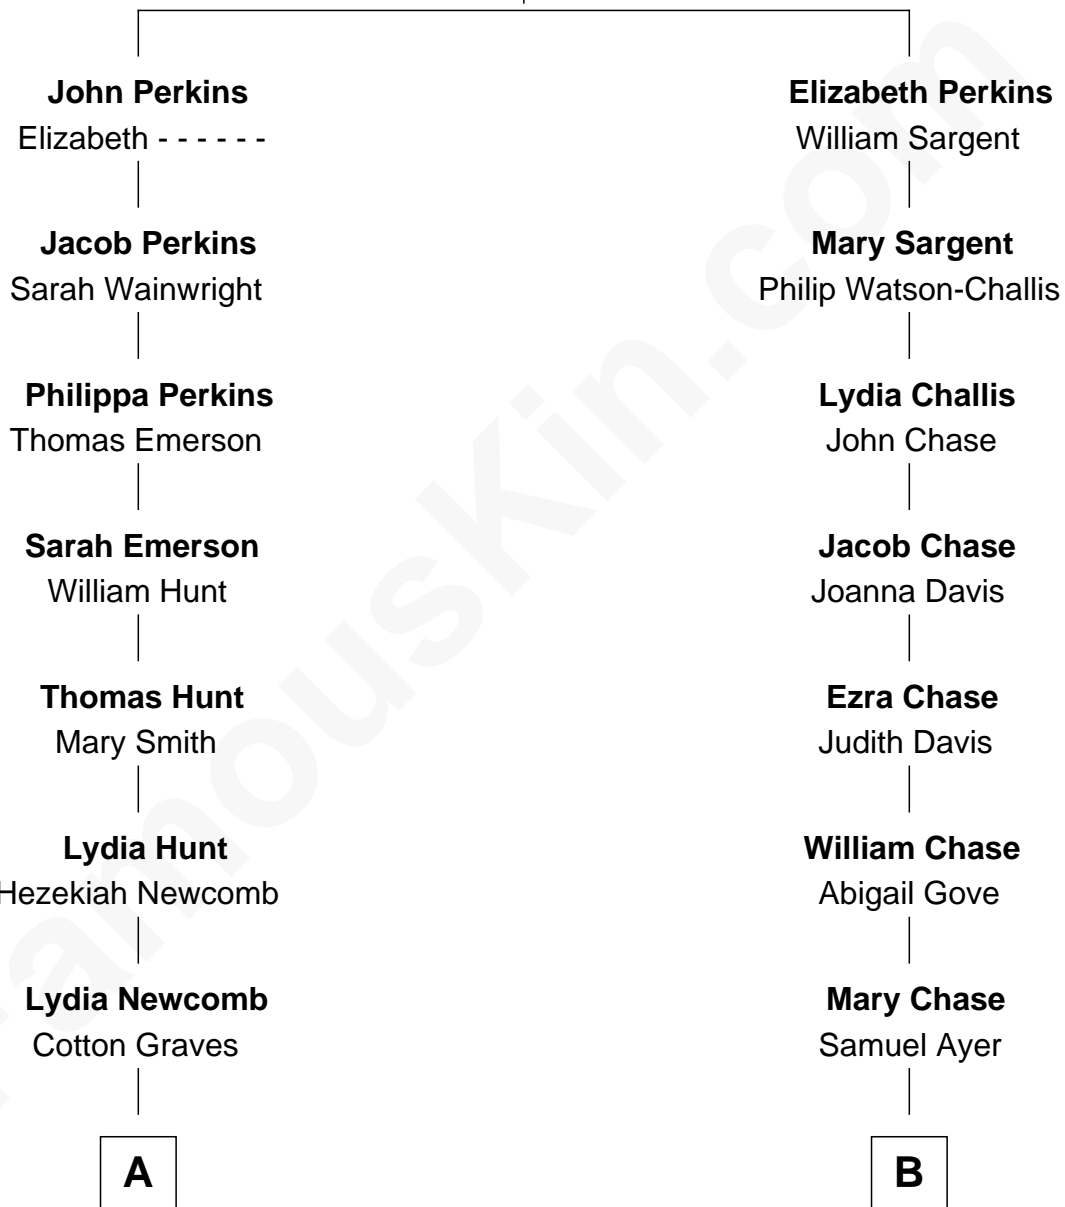 John Perkins
Elizabeth - - - - - -
Jacob Perkins
Sarah Wainwright
Philippa Perkins
Thomas Emerson
Sarah Emerson
William Hunt
Thomas Hunt
Mary Smith
Lydia Hunt
Hezekiah Newcomb
Lydia Newcomb
Cotton Graves
A
Elizabeth Perkins
William Sargent
Mary Sargent
Philip Watson-Challis
Lydia Challis
John Chase
Jacob Chase
Joanna Davis
Ezra Chase
Judith Davis
William Chase
Abigail Gove
Mary Chase
Samuel Ayer
B
FamousKin.com